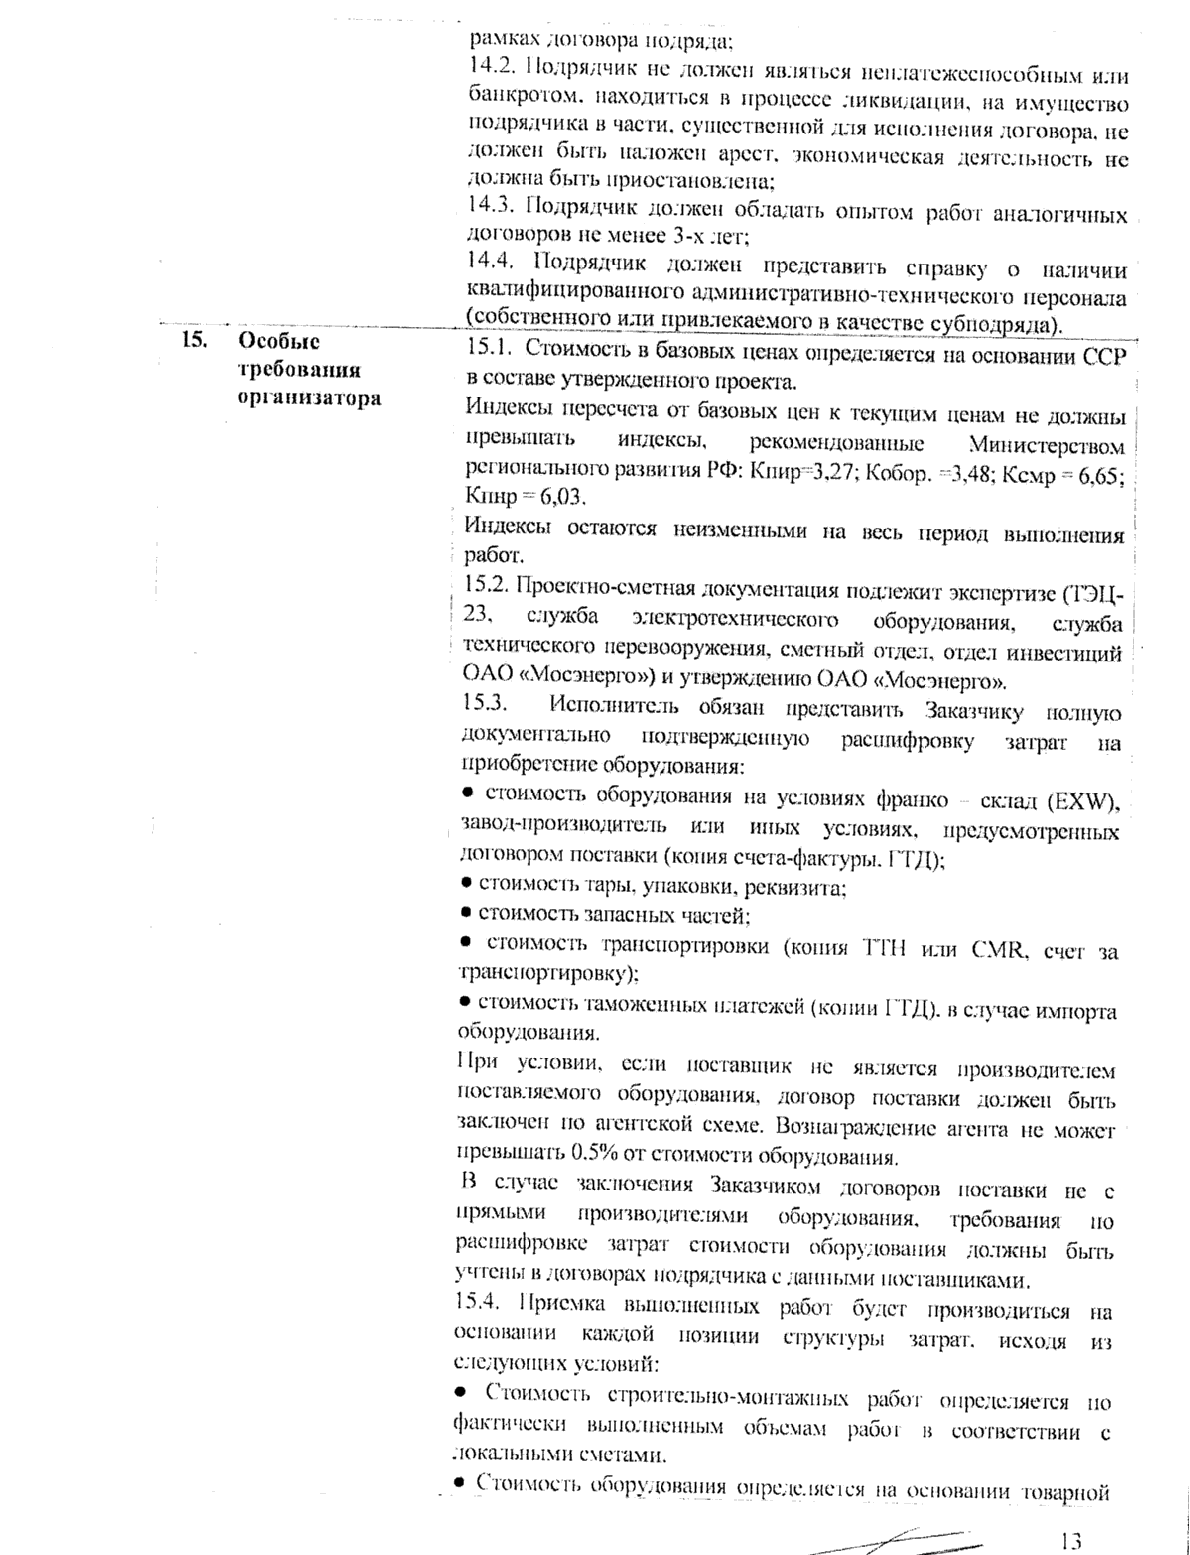 рамках договора подряда;
14.2. Подрядчик не должен являться неплатежеспособным или
банкротом, находиться в процессе ликвидации, на имущество
подрядчика в части, существенной для исполнения договора, не
должен быть наложен арест, экономическая деятельность не
должна быть приостановлена;
14.3. Подрядчик должен обладать опытом работ аналогичных
договоров не менее 3-х лет;
14.4. Подрядчик должен представить справку о наличии
квалифицированного административно-технического персонала
(собственного или привлекаемого в качестве субподряда).
15. Особые
требования
организатора
15.1. Стоимость в базовых ценах определяется на основании ССР
в составе утвержденного проекта.
Индексы пересчета от базовых цен к текущим ценам не должны
превышать индексы, рекомендованные Министерством
регионального развития РФ: Кпир=3,27; Кобор. =3,48; Ксмр = 6,65;
Кпнр = 6,03.
Индексы остаются неизменными на весь период выполнения
работ.
15.2. Проектно-сметная документация подлежит экспертизе (ТЭЦ-
23, служба электротехнического оборудования, служба
технического перевооружения, сметный отдел, отдел инвестиций
ОАО «Мосэнерго») и утверждению ОАО «Мосэнерго».
15.3. Исполнитель обязан представить Заказчику полную
документально подтвержденную расшифровку затрат на
приобретение оборудования:
• стоимость оборудования на условиях франко – склад (EXW),
завод-производитель или иных условиях, предусмотренных
договором поставки (копия счета-фактуры, ГТД);
• стоимость тары, упаковки, реквизита;
• стоимость запасных частей;
• стоимость транспортировки (копия ТТН или CMR, счет за
транспортировку);
• стоимость таможенных платежей (копии ГТД), в случае импорта
оборудования.
При условии, если поставщик не является производителем
поставляемого оборудования, договор поставки должен быть
заключен по агентской схеме. Вознаграждение агента не может
превышать 0.5% от стоимости оборудования.
В случае заключения Заказчиком договоров поставки не с
прямыми производителями оборудования, требования по
расшифровке затрат стоимости оборудования должны быть
учтены в договорах подрядчика с данными поставщиками.
15.4. Приемка выполненных работ будет производиться на
основании каждой позиции структуры затрат, исходя из
следующих условий:
• Стоимость строительно-монтажных работ определяется по
фактически выполненным объемам работ в соответствии с
локальными сметами.
• Стоимость оборудования определяется на основании товарной
13